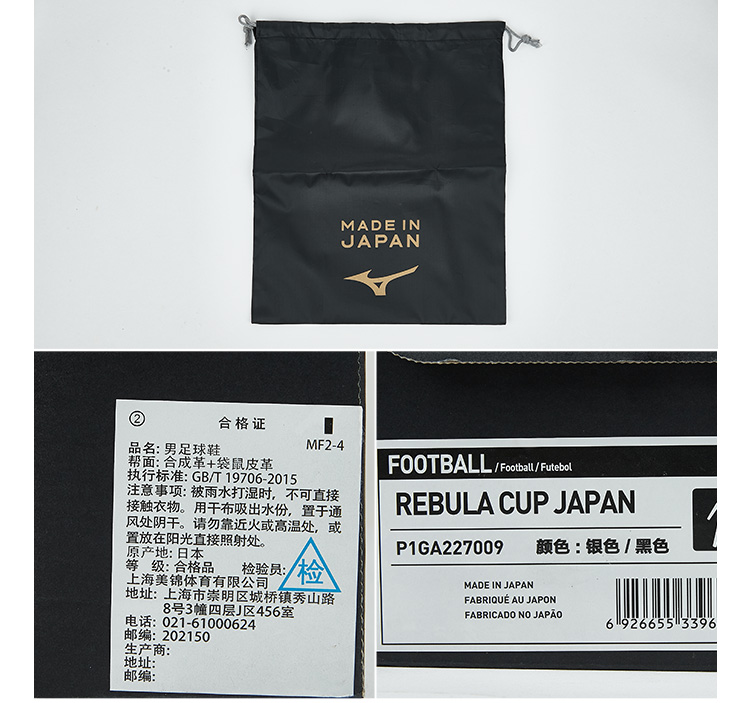 MADE IN
JAPAN
② 合格证
MF2-4
品名: 男足球鞋
帮面: 合成革+袋鼠皮革
执行标准: GB/T 19706-2015
注意事项: 被雨水打湿时, 不可直接
接触衣物。用干布吸出水份, 置于通
风处阴干。请勿靠近火或高温处, 或
置放在阳光直接照射处。
原产地: 日本
等 级: 合格品 检验员: 检
上海美锦体育有限公司
地址: 上海市崇明区城桥镇秀山路
8号3幢四层J区456室
电话: 021-61000624
邮编: 202150
生产商:
地址:
邮编:
FOOTBALL / Football / Futebol
REBULA CUP JAPAN
P1GA227009 颜色 : 银色 / 黑色
MADE IN JAPAN
FABRIQUÉ AU JAPON
FABRICADO NO JAPÃO
6 926655 3396